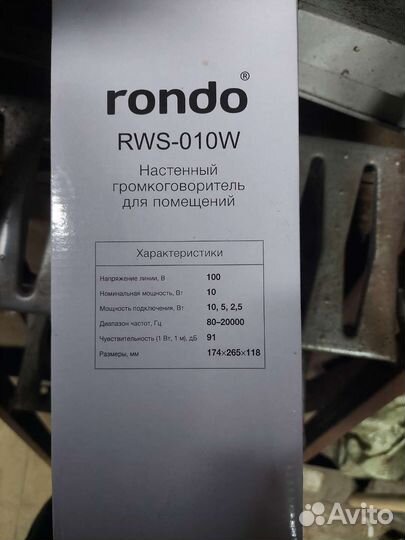 rondo®
RWS-010W
Настенный
громкоговоритель
для помещений
Характеристики
Напряжение линии, В 100
Номинальная мощность, Вт 10
Мощность подключения, Вт 10, 5, 2,5
Диапазон частот, Гц 80–20000
Чувствительность (1 Вт, 1 м), дБ 91
Размеры, мм 174×265×118
Avito